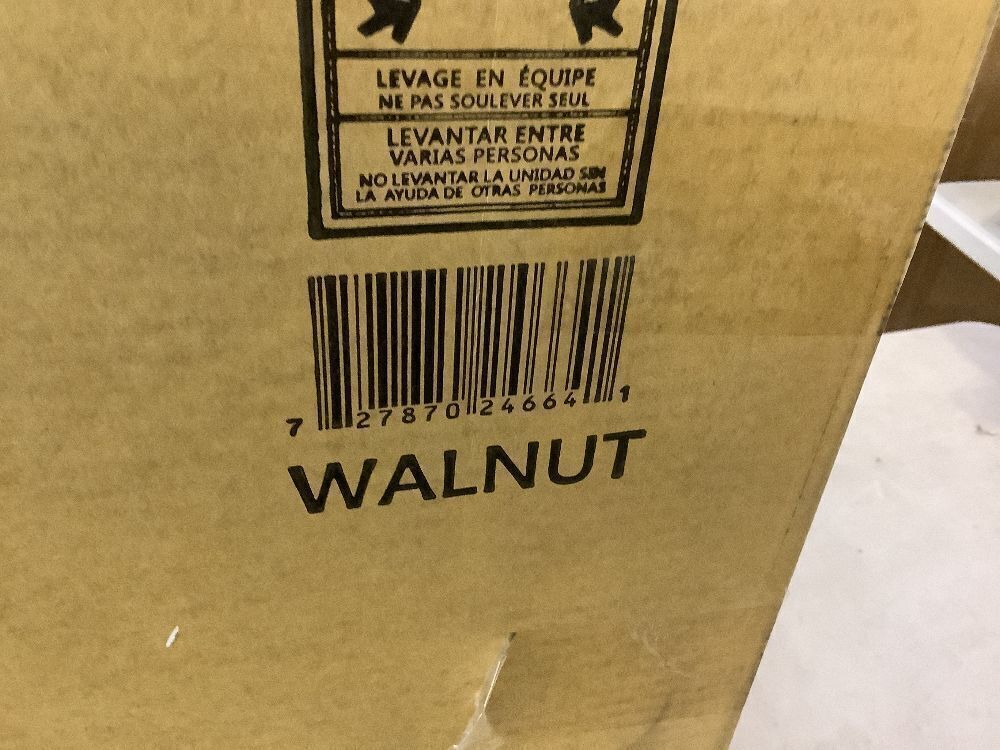 LEVAGE EN ÉQUIPE
NE PAS SOULEVER SEUL
LEVANTAR ENTRE
VARIAS PERSONAS
NO LEVANTAR LA UNIDAD SIN
LA AYUDA DE OTRAS PERSONAS
7 27870 24664 1
WALNUT